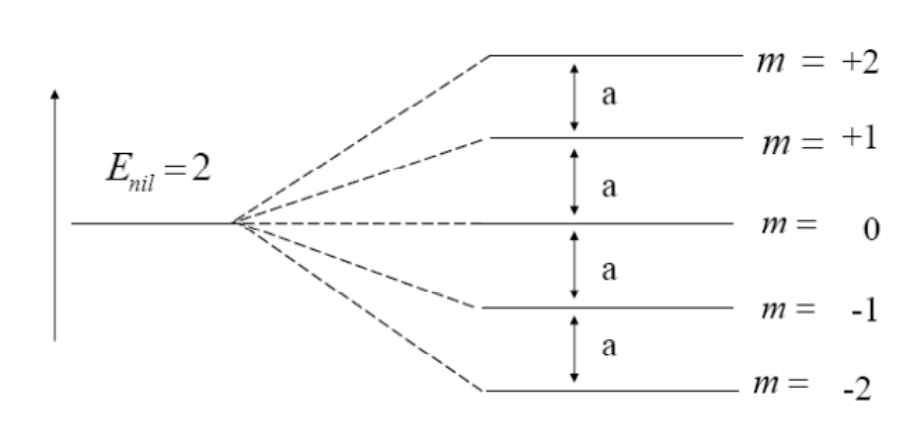 m = +2
a
m = +1
E_nil = 2
a
m = 0
a
m = -1
a
m = -2